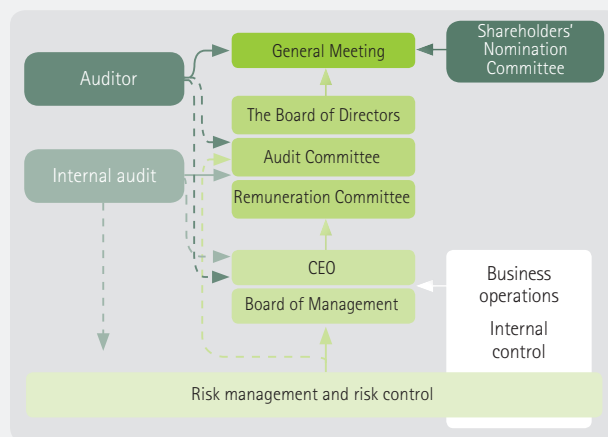 General Meeting
Shareholders'
Nomination
Committee
Auditor
The Board of Directors
Audit Committee
Internal audit
Remuneration Committee
CEO
Board of Management
Business
operations
Internal
control
Risk management and risk control